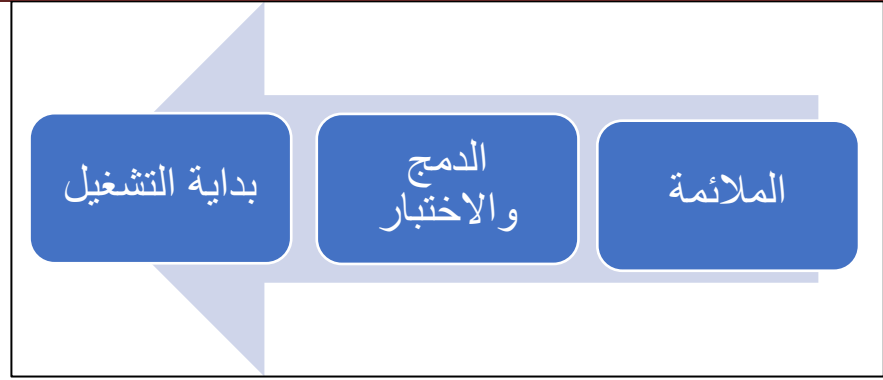 الملائمة
الدمج
والاختبار
بداية التشغيل